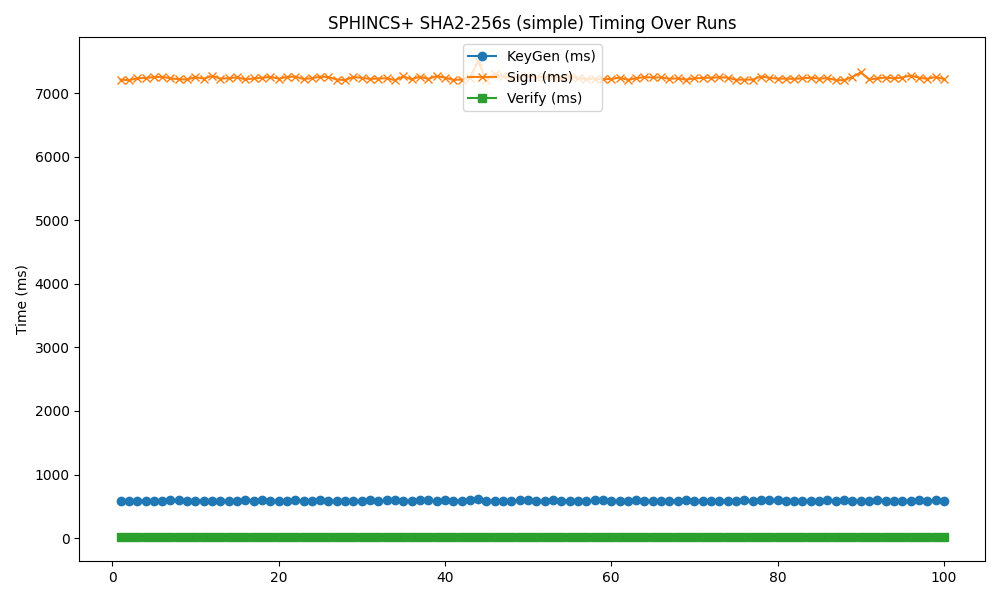 SPHINCS+ SHA2-256s (simple) Timing Over Runs
KeyGen (ms)
Sign (ms)
Verify (ms)
Time (ms)
7000
6000
5000
4000
3000
2000
1000
0
0
20
40
60
80
100